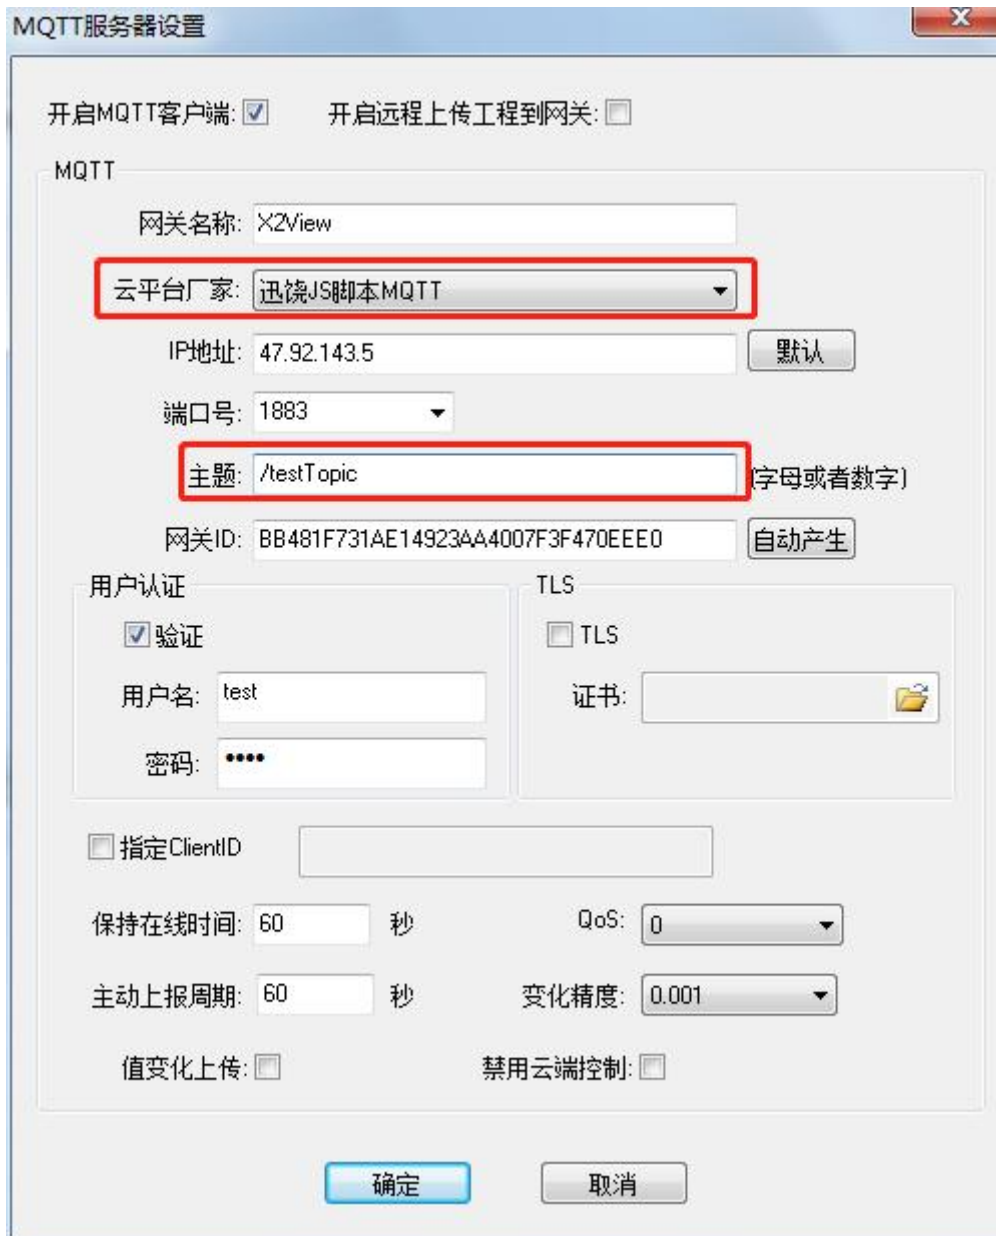 MQTT服务器设置
开启MQTT客户端: 开启远程上传工程到网关:
MQTT
网关名称: X2View
云平台厂家: 迅饶JS脚本MQTT
IP地址: 47.92.143.5 默认
端口号: 1883
主题: /testTopic (字母或者数字)
网关ID: BB481F731AE14923AA4007F3F470EEE0 自动产生
用户认证 TLS
验证 TLS
用户名: test 证书:
密码: ••••
指定ClientID
保持在线时间: 60 秒 QoS: 0
主动上报周期: 60 秒 变化精度: 0.001
值变化上传: 禁用云端控制:
确定 取消